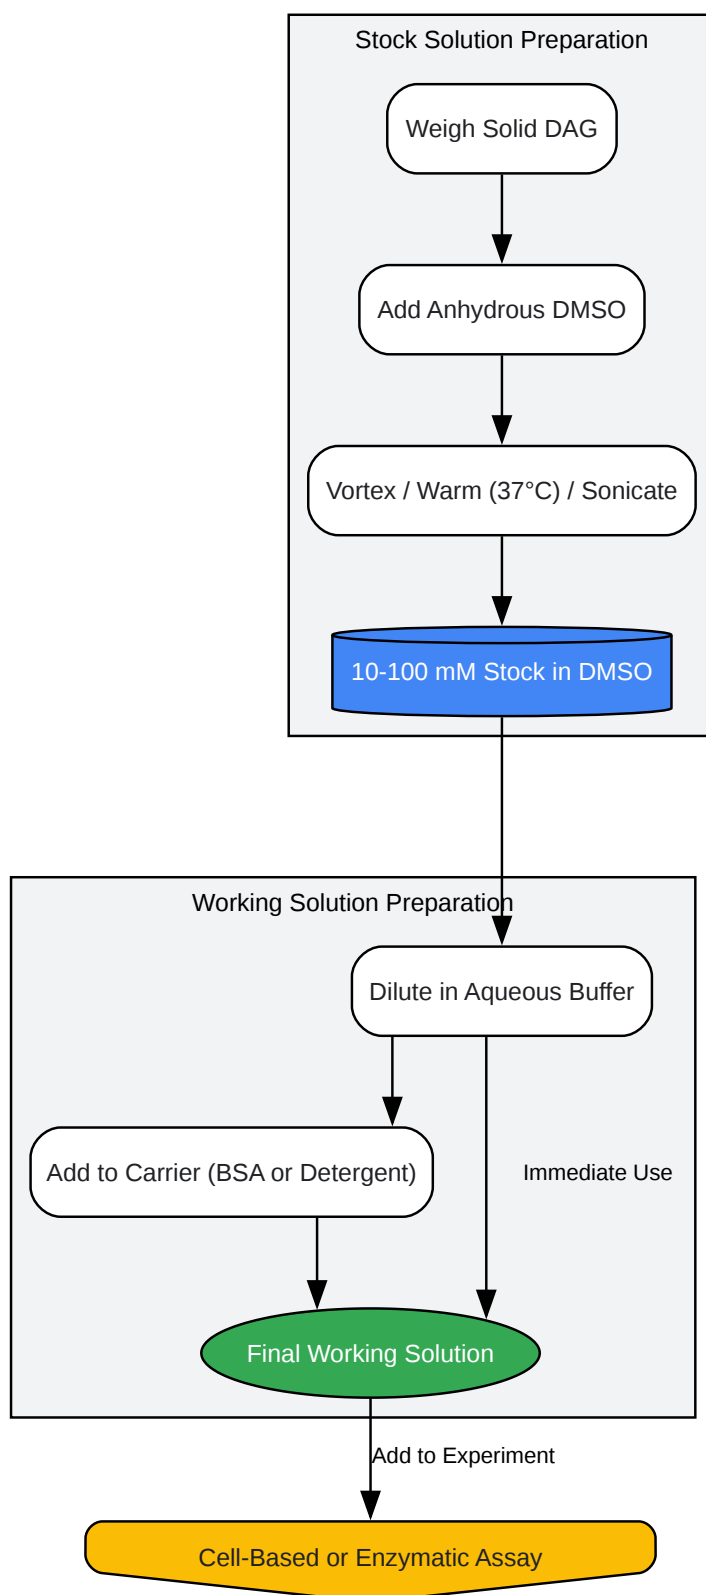 Stock Solution Preparation
Weigh Solid DAG
Add Anhydrous DMSO
Vortex / Warm (37°C) / Sonicate
10-100 mM Stock in DMSO
Working Solution Preparation
Dilute in Aqueous Buffer
Add to Carrier (BSA or Detergent)
Immediate Use
Final Working Solution
Add to Experiment
Cell-Based or Enzymatic Assay